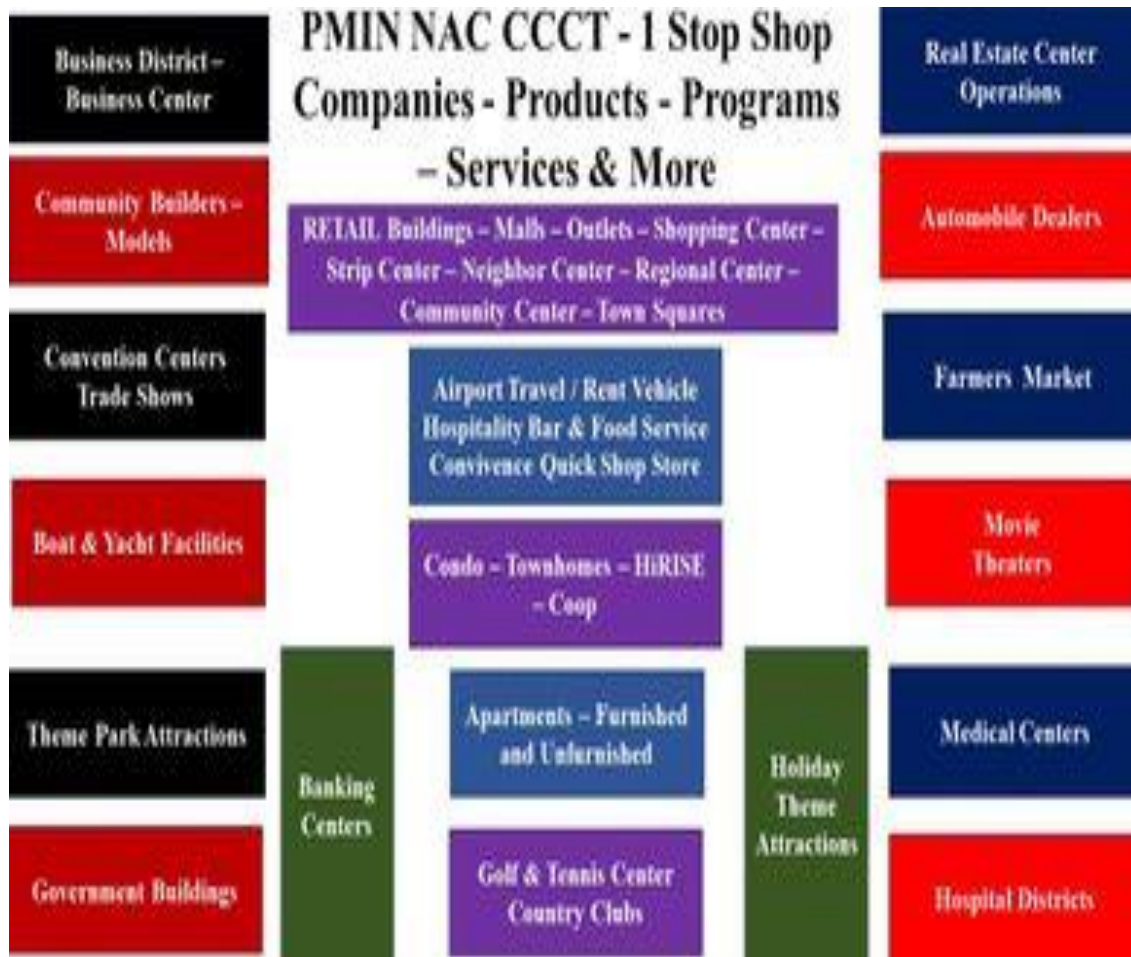 PMIN NAC CCCT - 1 Stop Shop
Companies - Products - Programs
– Services & More
Business District –
Business Center
Community Builders –
Models
Convention Centers
Trade Shows
Boat & Yacht Facilities
Theme Park Attractions
Government Buildings
RETAIL Buildings – Malls – Outlets – Shopping Center –
Strip Center – Neighbor Center – Regional Center –
Community Center – Town Squares
Airport Travel / Rent Vehicle
Hospitality Bar & Food Service
Convivence Quick Shop Store
Condo – Townhomes – HiRISE
– Coop
Banking
Centers
Apartments – Furnished
and Unfurnished
Golf & Tennis Center
Country Clubs
Holiday
Theme
Attractions
Real Estate Center
Operations
Automobile Dealers
Farmers Market
Movie
Theaters
Medical Centers
Hospital Districts